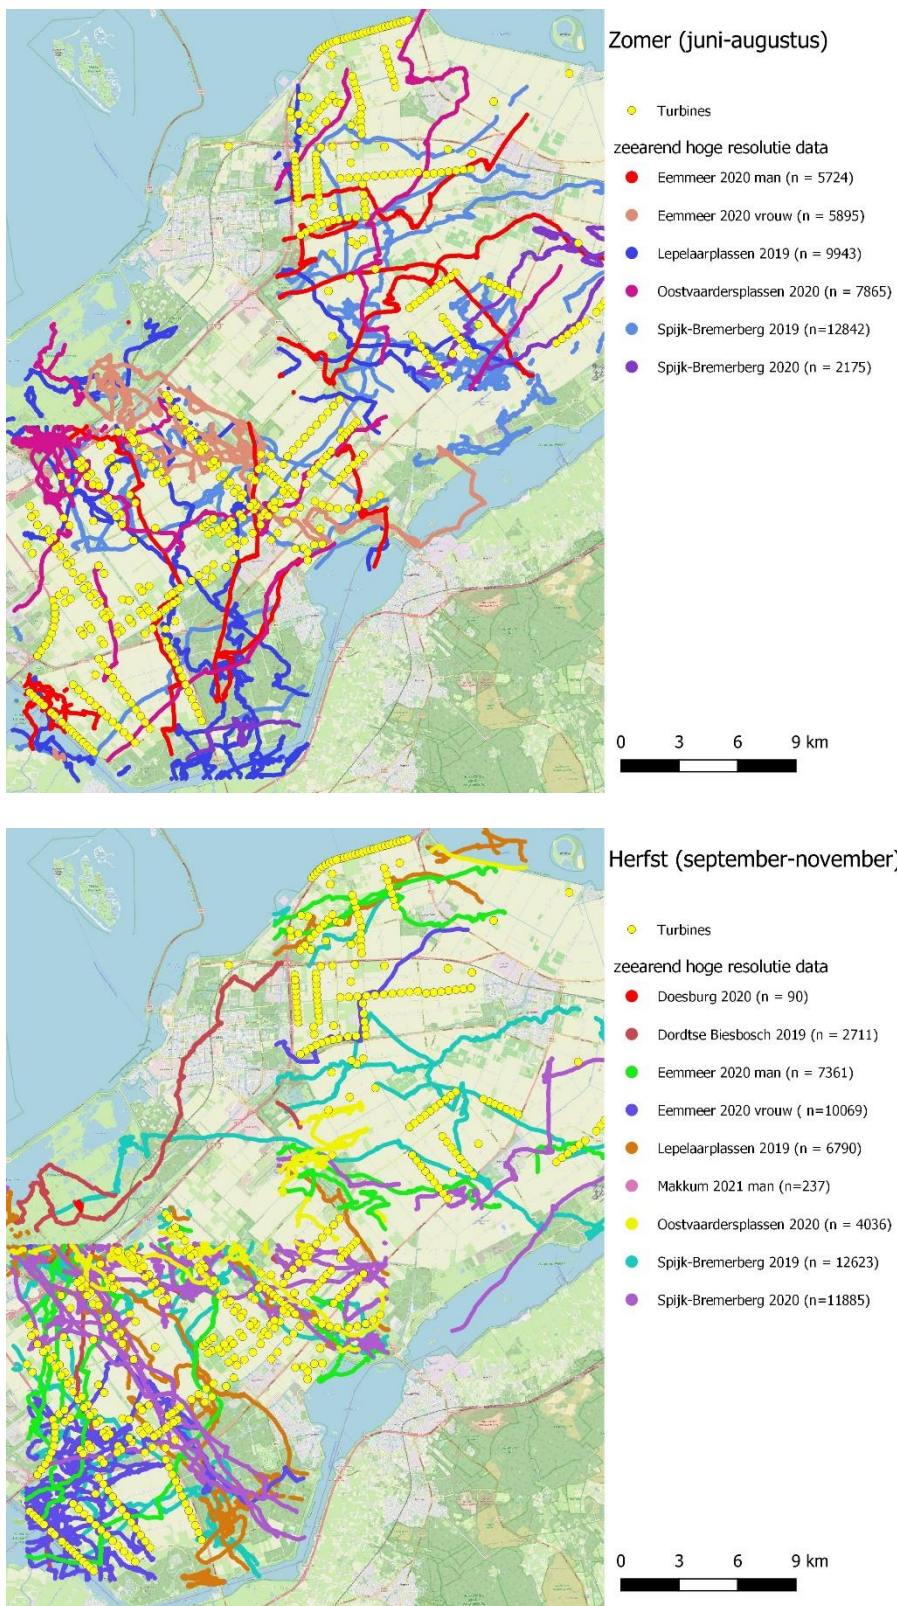 Zomer (juni-augustus)
Turbines
zeearend hoge resolutie data
Eemmeer 2020 man (n = 5724)
Eemmeer 2020 vrouw (n = 5895)
Lepelaarplassen 2019 (n = 9943)
Oostvaardersplassen 2020 (n = 7865)
Spijk-Bremerberg 2019 (n=12842)
Spijk-Bremerberg 2020 (n = 2175)
0 3 6 9 km
Herfst (september-november)
Turbines
zeearend hoge resolutie data
Doesburg 2020 (n = 90)
Dordtse Biesbosch 2019 (n = 2711)
Eemmeer 2020 man (n = 7361)
Eemmeer 2020 vrouw ( n=10069)
Lepelaarplassen 2019 (n = 6790)
Makkum 2021 man (n=237)
Oostvaardersplassen 2020 (n = 4036)
Spijk-Bremerberg 2019 (n = 12623)
Spijk-Bremerberg 2020 (n=11885)
0 3 6 9 km